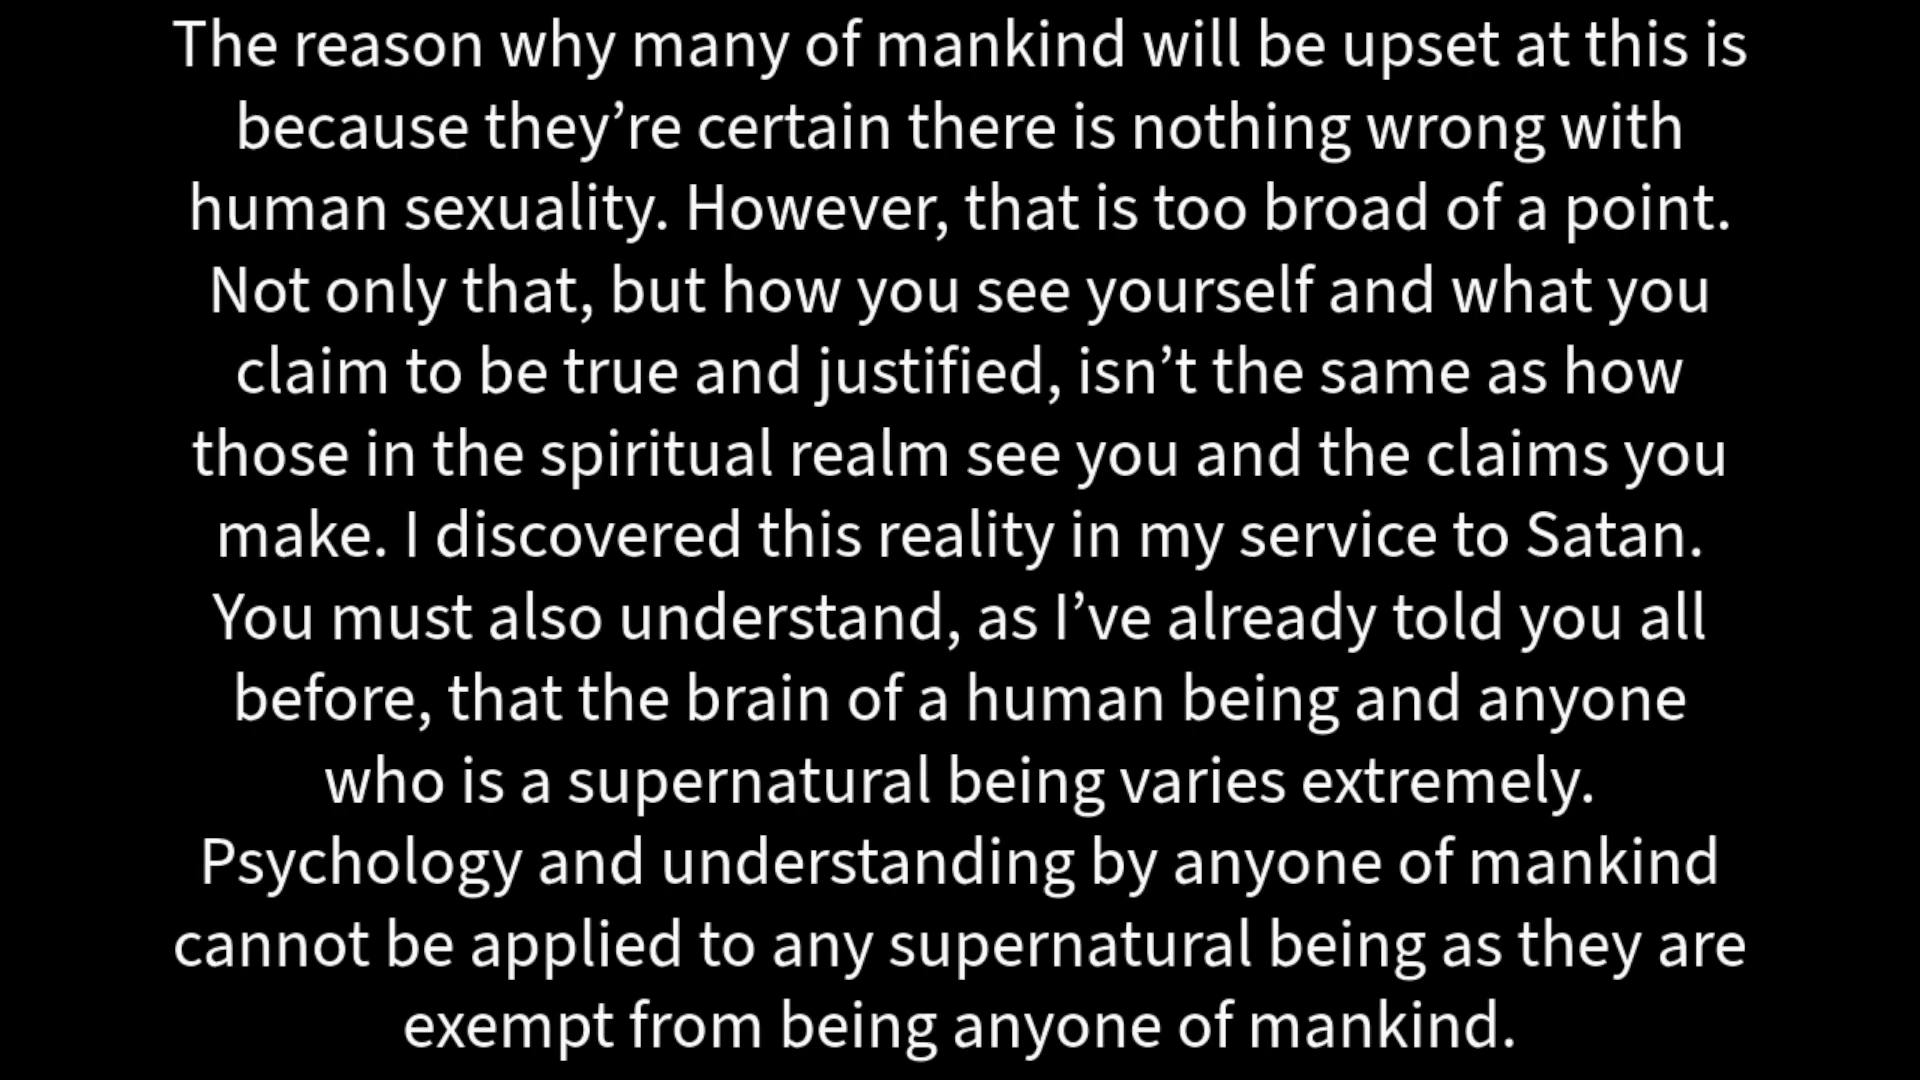 The reason why many of mankind will be upset at this is
because they’re certain there is nothing wrong with
human sexuality. However, that is too broad of a point.
Not only that, but how you see yourself and what you
claim to be true and justified, isn’t the same as how
those in the spiritual realm see you and the claims you
make. I discovered this reality in my service to Satan.
You must also understand, as I’ve already told you all
before, that the brain of a human being and anyone
who is a supernatural being varies extremely.
Psychology and understanding by anyone of mankind
cannot be applied to any supernatural being as they are
exempt from being anyone of mankind.